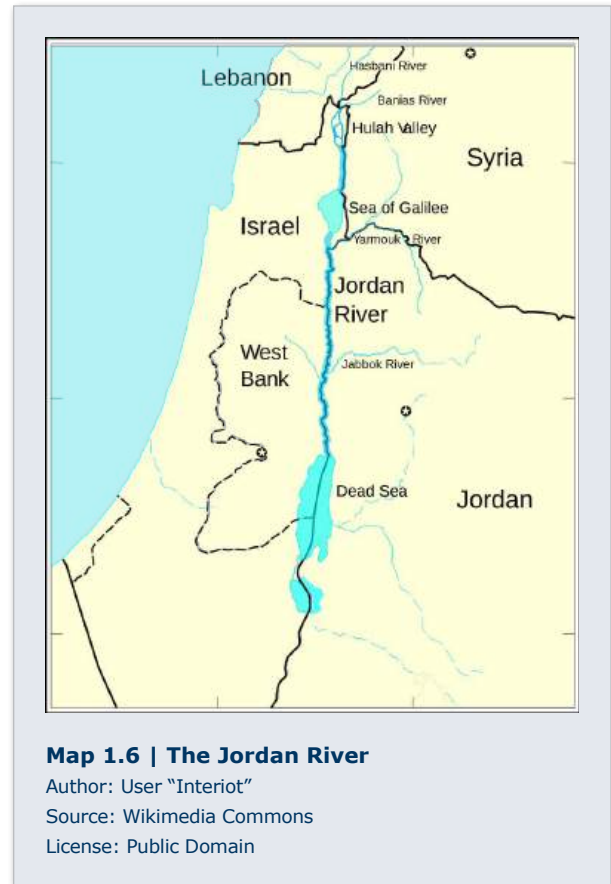 Hasbani River
Lebanon
Banias River
Hulah Valley
Syria
Sea of Galilee
Israel
Yarmouk River
Jordan
River
West
Bank
Jabbok River
Dead Sea
Jordan
Map 1.6 | The Jordan River
Author: User “Interiot”
Source: Wikimedia Commons
License: Public Domain